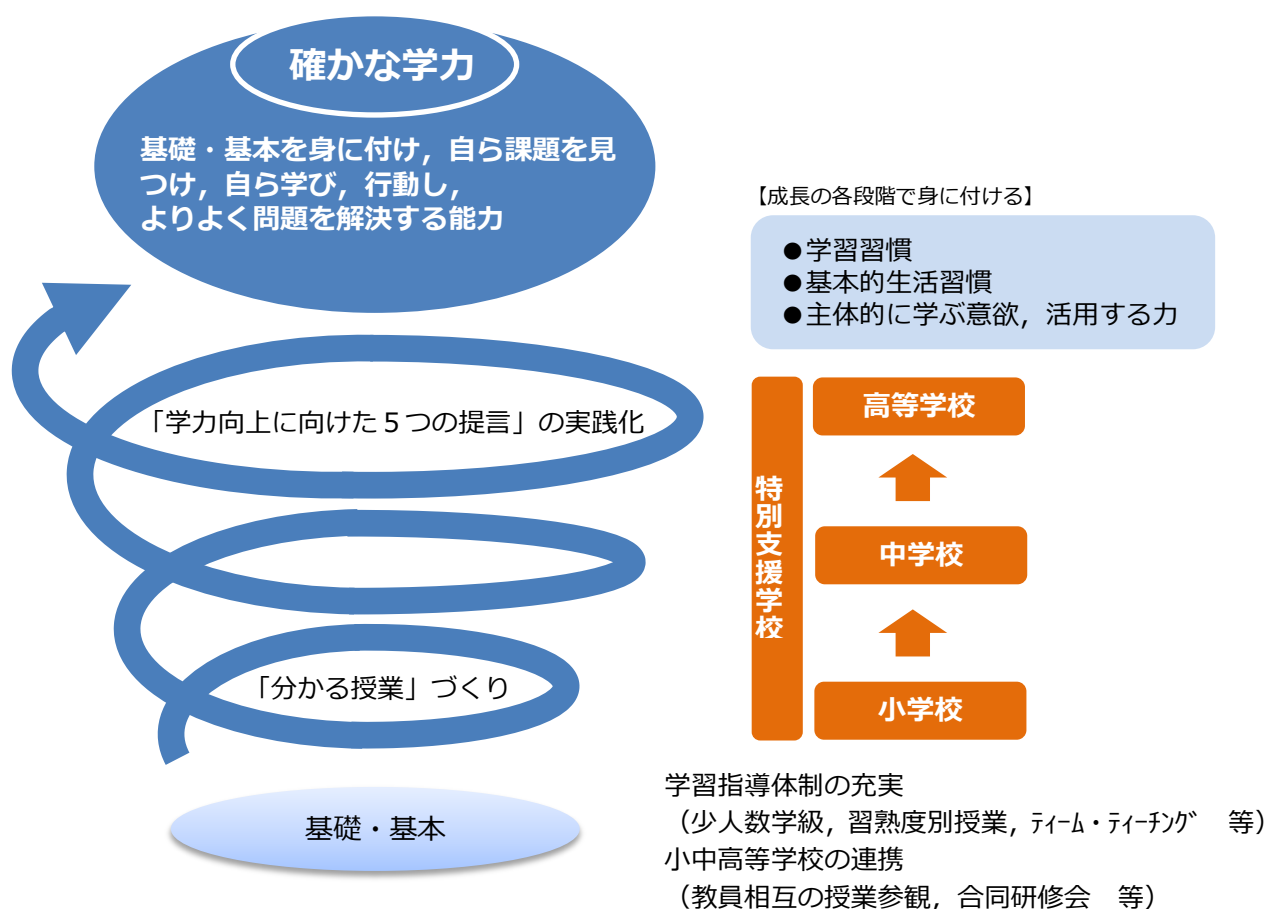 確かな学力
基礎・基本を身に付け，自ら課題を見
つけ，自ら学び，行動し，
よりよく問題を解決する能力
「学力向上に向けた５つの提言」の実践化
「分かる授業」づくり
基礎・基本
【成長の各段階で身に付ける】
●学習習慣
●基本的生活習慣
●主体的に学ぶ意欲，活用する力
特別支援学校
高等学校
中学校
小学校
学習指導体制の充実
（少人数学級，習熟度別授業，ﾃｨｰﾑ・ﾃｨｰﾁﾝｸﾞ　等）
小中高等学校の連携
（教員相互の授業参観，合同研修会　等）